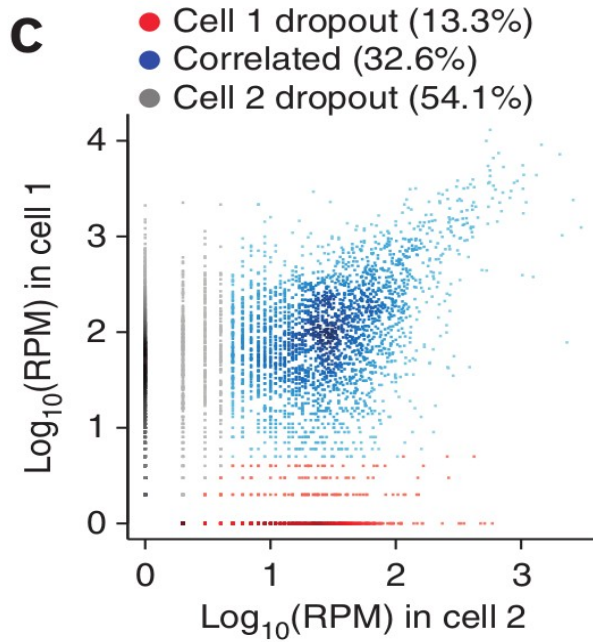 c
Cell 1 dropout (13.3%)
Correlated (32.6%)
Cell 2 dropout (54.1%)
Log10(RPM) in cell 1
4
3
2
1
0
0 1 2 3
Log10(RPM) in cell 2